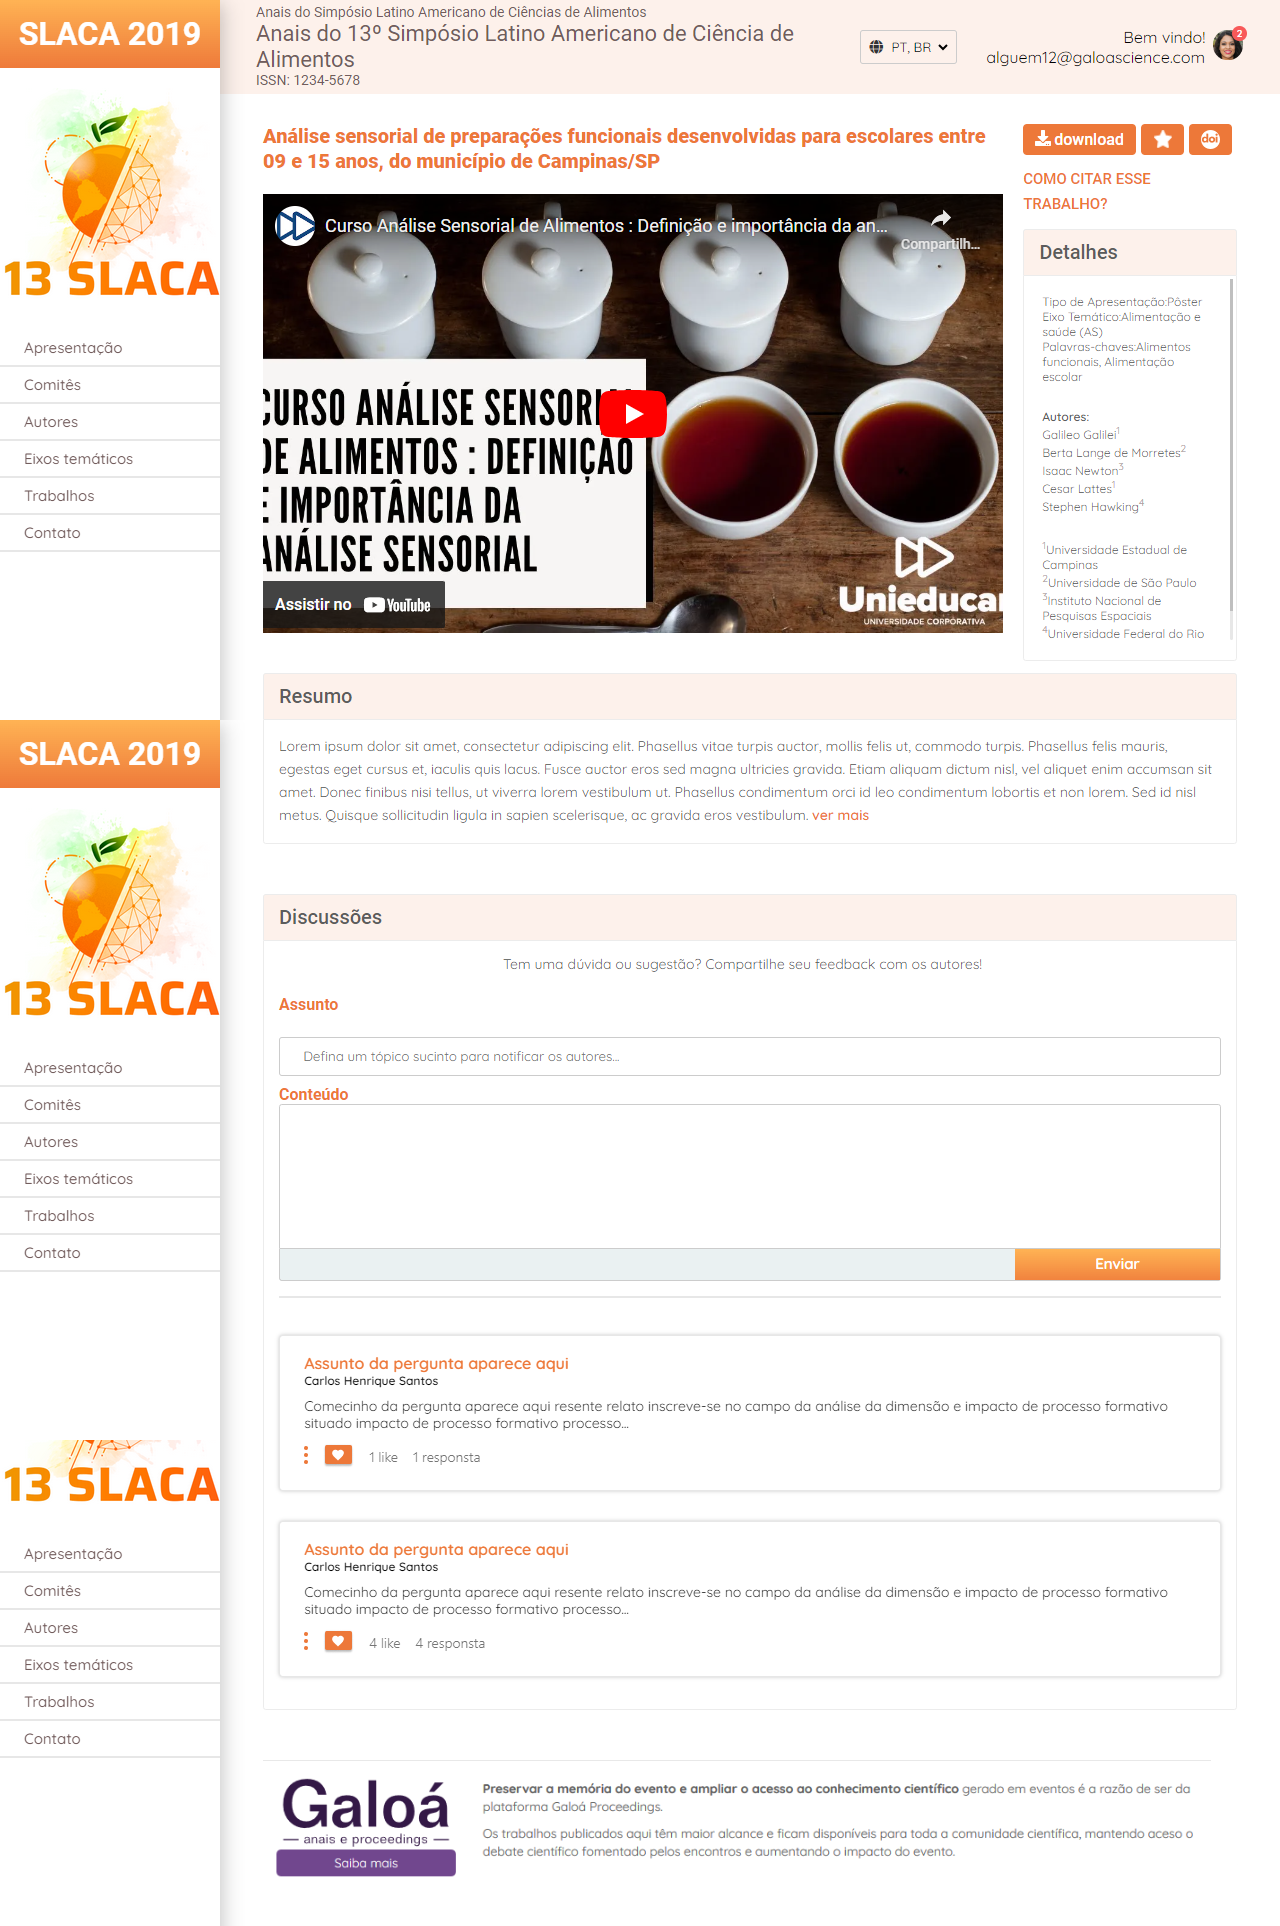 SLACA 2019
13 SLACA
Apresentação
Comitês
Autores
Eixos temáticos
Trabalhos
Contato
Anais do Simpósio Latino Americano de Ciências de Alimentos
Anais do 13º Simpósio Latino Americano de Ciência de
Alimentos
ISSN: 1234-5678
PT, BR
Bem vindo!
alguem12@galoascience.com
2
Análise sensorial de preparações funcionais desenvolvidas para escolares entre
09 e 15 anos, do município de Campinas/SP
download
doi
COMO CITAR ESSE
TRABALHO?
Curso Análise Sensorial de Alimentos : Definição e importância da an...
Compartilh...
CURSO ANÁLISE SENSORIAL
DE ALIMENTOS : DEFINIÇÃO
E IMPORTÂNCIA DA
ANÁLISE SENSORIAL
Assistir no YouTube
Unieducar
UNIVERSIDADE CORPORATIVA
Detalhes
Tipo de Apresentação:Pôster
Eixo Temático:Alimentação e
saúde (AS)
Palavras-chaves:Alimentos
funcionais, Alimentação
escolar
Autores:
Galileo Galilei1
Berta Lange de Morretes2
Isaac Newton3
Cesar Lattes1
Stephen Hawking4
1Universidade Estadual de
Campinas
2Universidade de São Paulo
3Instituto Nacional de
Pesquisas Espaciais
4Universidade Federal do Rio
Resumo
Lorem ipsum dolor sit amet, consectetur adipiscing elit. Phasellus vitae turpis auctor, mollis felis ut, commodo turpis. Phasellus felis mauris,
egestas eget cursus et, iaculis quis lacus. Fusce auctor eros sed magna ultricies gravida. Etiam aliquam dictum nisl, vel aliquet enim accumsan sit
amet. Donec finibus nisi tellus, ut viverra lorem vestibulum ut. Phasellus condimentum orci id leo condimentum lobortis et non lorem. Sed id nisl
metus. Quisque sollicitudin ligula in sapien scelerisque, ac gravida eros vestibulum. ver mais
SLACA 2019
13 SLACA
Apresentação
Comitês
Autores
Eixos temáticos
Trabalhos
Contato
Discussões
Tem uma dúvida ou sugestão? Compartilhe seu feedback com os autores!
Assunto
Defina um tópico sucinto para notificar os autores...
Conteúdo
Enviar
Assunto da pergunta aparece aqui
Carlos Henrique Santos
Comecinho da pergunta aparece aqui resente relato inscreve-se no campo da análise da dimensão e impacto de processo formativo
situado impacto de processo formativo processo...
1 like 1 responsta
Assunto da pergunta aparece aqui
Carlos Henrique Santos
Comecinho da pergunta aparece aqui resente relato inscreve-se no campo da análise da dimensão e impacto de processo formativo
situado impacto de processo formativo processo...
4 like 4 responsta
13 SLACA
Apresentação
Comitês
Autores
Eixos temáticos
Trabalhos
Contato
Galoá
anais e proceedings
Saiba mais
Preservar a memória do evento e ampliar o acesso ao conhecimento científico gerado em eventos é a razão de ser da
plataforma Galoá Proceedings.
Os trabalhos publicados aqui têm maior alcance e ficam disponíveis para toda a comunidade científica, mantendo aceso o
debate científico fomentado pelos encontros e aumentando o impacto do evento.